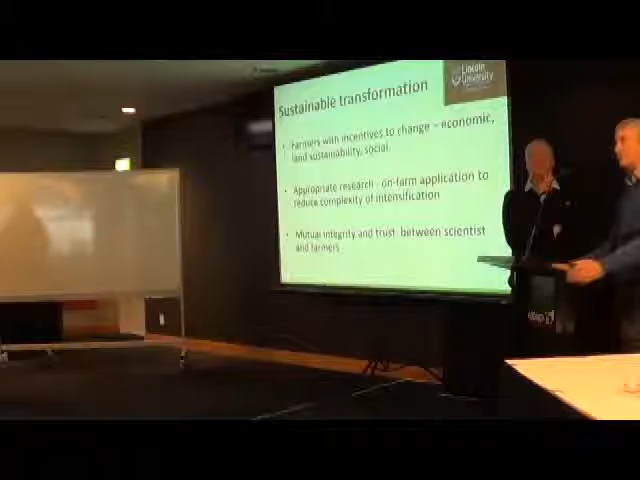 Lincoln
University
Sustainable transformation
• Farmers with incentives to change – economic,
land sustainability, social
• Appropriate research - on-farm application to
reduce complexity of intensification
• Mutual integrity and trust between scientist
and farmers